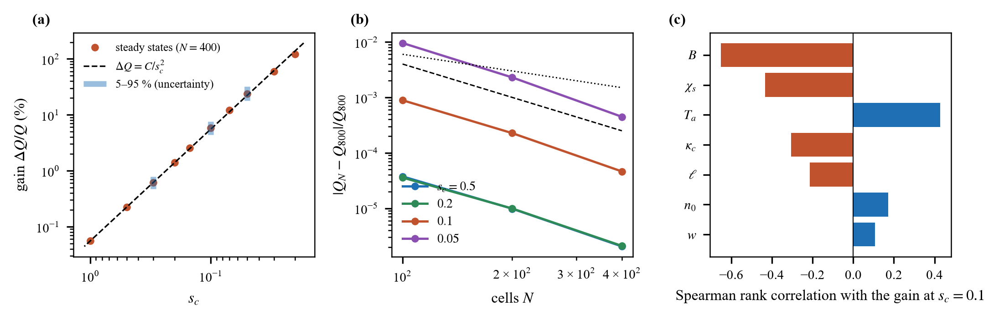 (a)
steady states (N = 400)
ΔQ = C/s_c^2
5–95 % (uncertainty)
10^2
10^1
10^0
10^−1
gain ΔQ/Q (%)
10^0
10^−1
s_c
(b)
10^−2
10^−3
10^−4
10^−5
|Q_N − Q_800|/Q_800
s_c = 0.5
0.2
0.1
0.05
10^2
2 × 10^2
3 × 10^2
4 × 10^2
cells N
(c)
B
χ_s
T_a
κ_c
ℓ
n_0
w
−0.6
−0.4
−0.2
0.0
0.2
0.4
Spearman rank correlation with the gain at s_c = 0.1